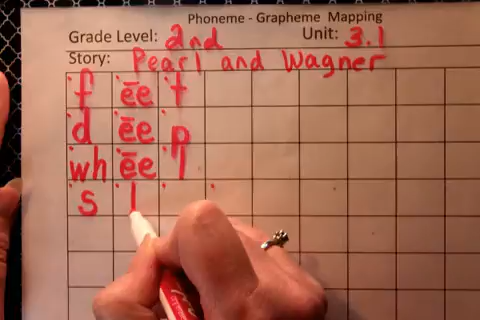 Phoneme - Grapheme Mapping
Grade Level: 2nd Unit: 3.1
Story: Pearl and Wagner
f ēe t
d ēe p
wh ēe l
s l